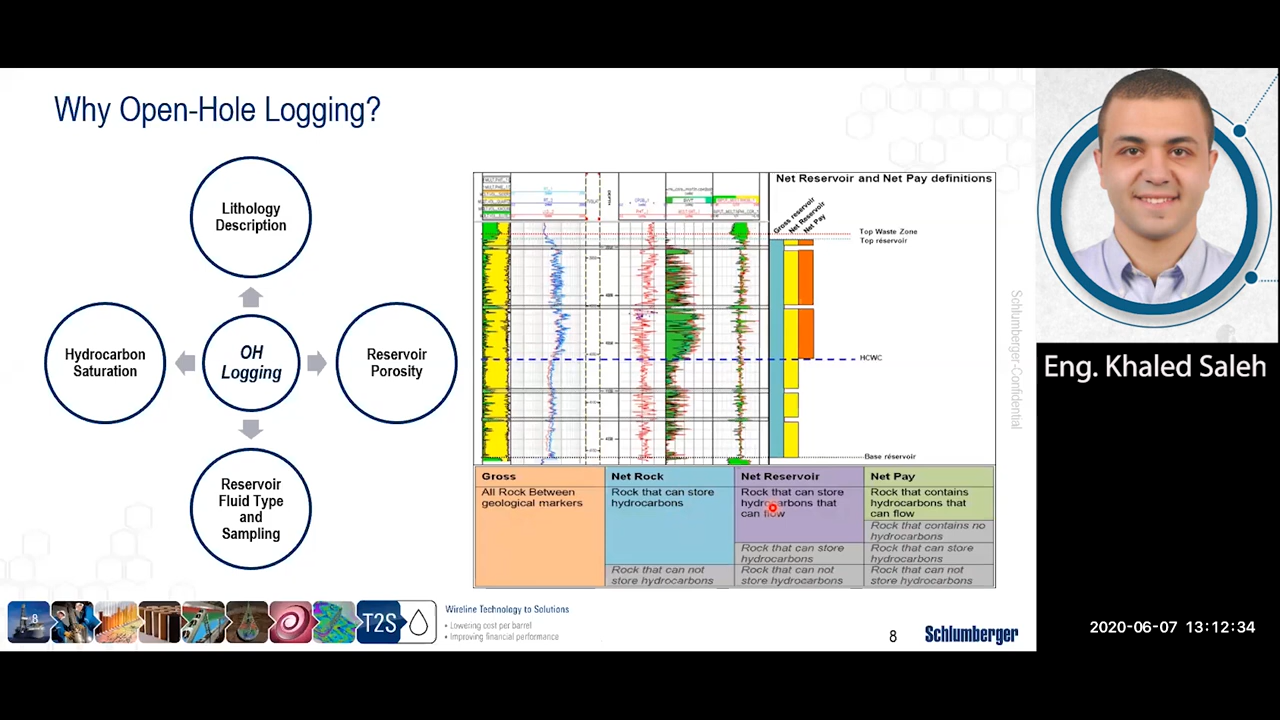 Why Open-Hole Logging?
Lithology
Description
Hydrocarbon
Saturation
OH
Logging
Reservoir
Porosity
Reservoir
Fluid Type
and
Sampling
Net Reservoir and Net Pay definitions
Gross reservoir
Net Reservoir
Net Pay
Top Waste Zone
Top réservoir
HCWC
Base réservoir
Gross
All Rock Between
geological markers
Net Rock
Rock that can store
hydrocarbons
Rock that can not
store hydrocarbons
Net Reservoir
Rock that can store
hydrocarbons that
can flow
Rock that can store
hydrocarbons
Rock that can not
store hydrocarbons
Net Pay
Rock that contains
hydrocarbons that
can flow
Rock that contains no
hydrocarbons
Rock that can store
hydrocarbons
Rock that can not
store hydrocarbons
Schlumberger-Confidential
8
T2S
Wireline Technology to Solutions
• Lowering cost per barrel
• Improving financial performance
8
Schlumberger
Eng. Khaled Saleh
2020-06-07 13:12:34